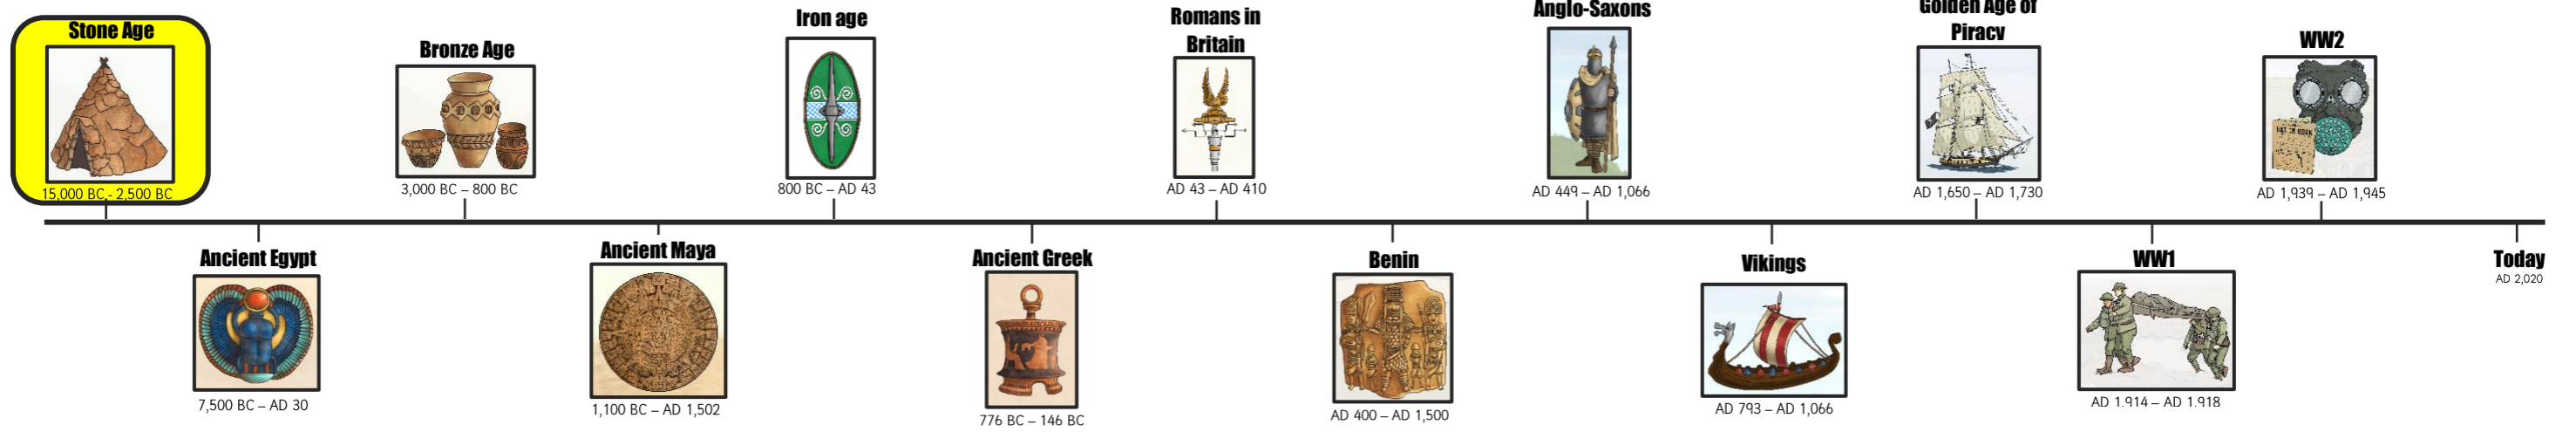 Stone Age
15,000 BC - 2,500 BC
Bronze Age
3,000 BC – 800 BC
Iron age
800 BC – AD 43
Romans in
Britain
AD 43 – AD 410
Anglo-Saxons
AD 449 – AD 1,066
Golden Age of
Piracy
AD 1,650 – AD 1,730
WW2
AD 1,939 – AD 1,945
Ancient Egypt
7,500 BC – AD 30
Ancient Maya
1,100 BC – AD 1,502
Ancient Greek
776 BC – 146 BC
Benin
AD 400 – AD 1,500
Vikings
AD 793 – AD 1,066
WW1
AD 1,914 – AD 1,918
Today
AD 2,020